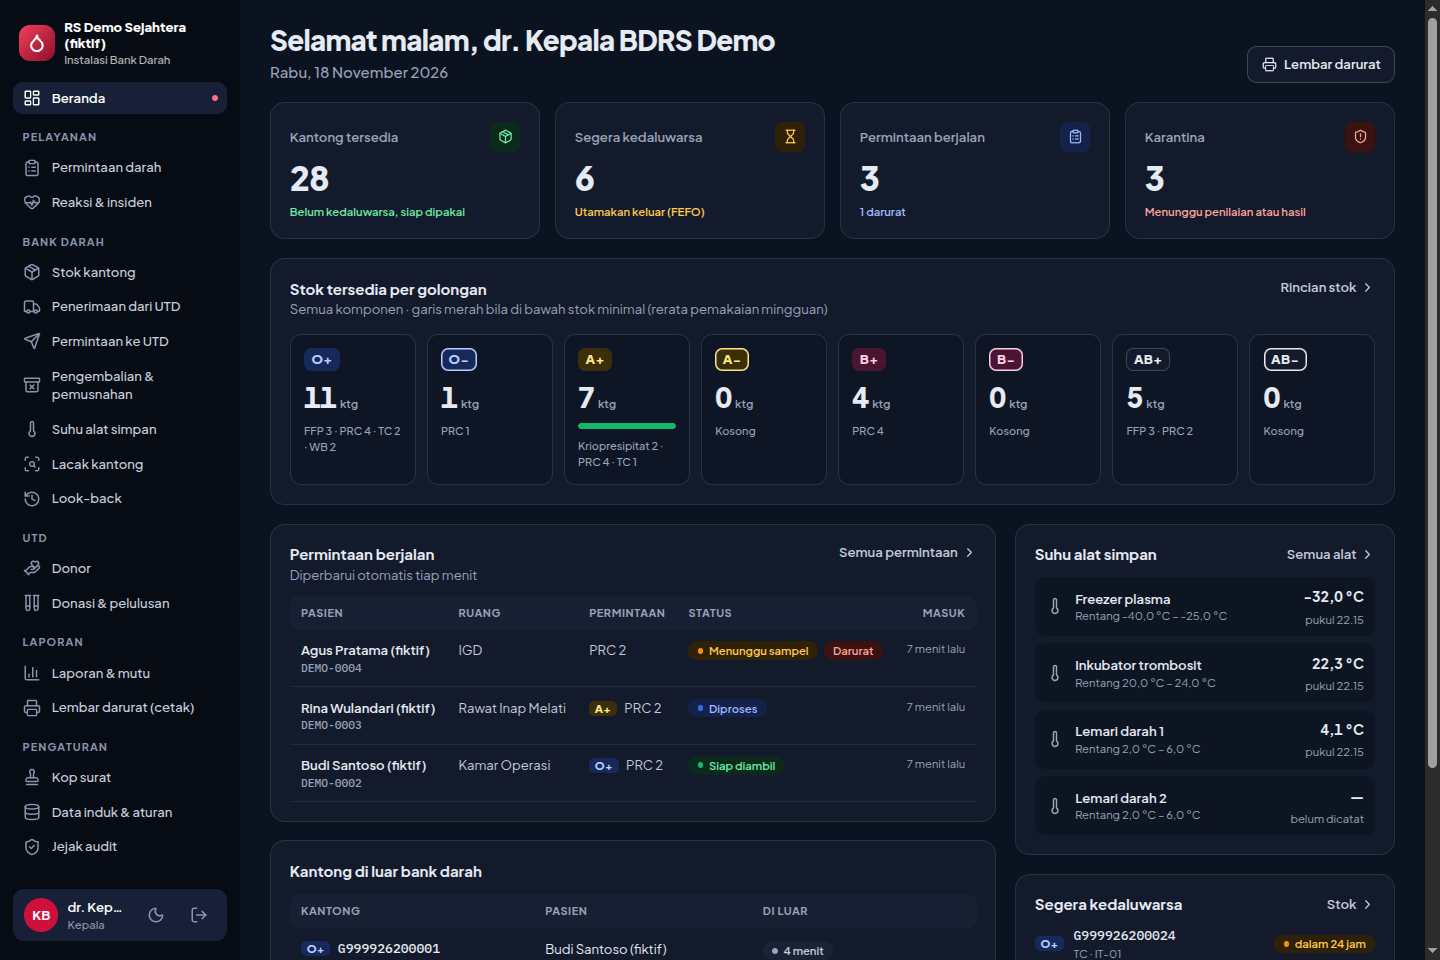 RS Demo Sejahtera
(fiktif)
Instalasi Bank Darah
Beranda
PELAYANAN
Permintaan darah
Reaksi & insiden
BANK DARAH
Stok kantong
Penerimaan dari UTD
Permintaan ke UTD
Pengembalian &
pemusnahan
Suhu alat simpan
Lacak kantong
Look-back
UTD
Donor
Donasi & pelulusan
LAPORAN
Laporan & mutu
Lembar darurat (cetak)
PENGATURAN
Kop surat
Data induk & aturan
Jejak audit
KB
dr. Kep...
Kepala
Selamat malam, dr. Kepala BDRS Demo
Rabu, 18 November 2026
Lembar darurat
Kantong tersedia
28
Belum kedaluwarsa, siap dipakai
Segera kedaluwarsa
6
Utamakan keluar (FEFO)
Permintaan berjalan
3
1 darurat
Karantina
3
Menunggu penilaian atau hasil
Stok tersedia per golongan
Semua komponen · garis merah bila di bawah stok minimal (rerata pemakaian mingguan)
Rincian stok
O+
11 ktg
FFP 3 · PRC 4 · TC 2
· WB 2
O−
1 ktg
PRC 1
A+
7 ktg
Kriopresipitat 2 ·
PRC 4 · TC 1
A−
0 ktg
Kosong
B+
4 ktg
PRC 4
B−
0 ktg
Kosong
AB+
5 ktg
FFP 3 · PRC 2
AB−
0 ktg
Kosong
Permintaan berjalan
Diperbarui otomatis tiap menit
Semua permintaan
PASIEN RUANG PERMINTAAN STATUS MASUK
Agus Pratama (fiktif) IGD PRC 2 Menunggu sampel Darurat 7 menit lalu
DEMO-0004
Rina Wulandari (fiktif) Rawat Inap Melati A+ PRC 2 Diproses 7 menit lalu
DEMO-0003
Budi Santoso (fiktif) Kamar Operasi O+ PRC 2 Siap diambil 7 menit lalu
DEMO-0002
Kantong di luar bank darah
KANTONG PASIEN DI LUAR
O+ G999926200001 Budi Santoso (fiktif) 4 menit
Suhu alat simpan
Semua alat
Freezer plasma −32,0 °C
Rentang −40,0 °C – −25,0 °C pukul 22.15
Inkubator trombosit 22,3 °C
Rentang 20,0 °C – 24,0 °C pukul 22.15
Lemari darah 1 4,1 °C
Rentang 2,0 °C – 6,0 °C pukul 22.15
Lemari darah 2 —
Rentang 2,0 °C – 6,0 °C belum dicatat
Segera kedaluwarsa
Stok
O+ G999926200024 dalam 24 jam
TC · IT-01